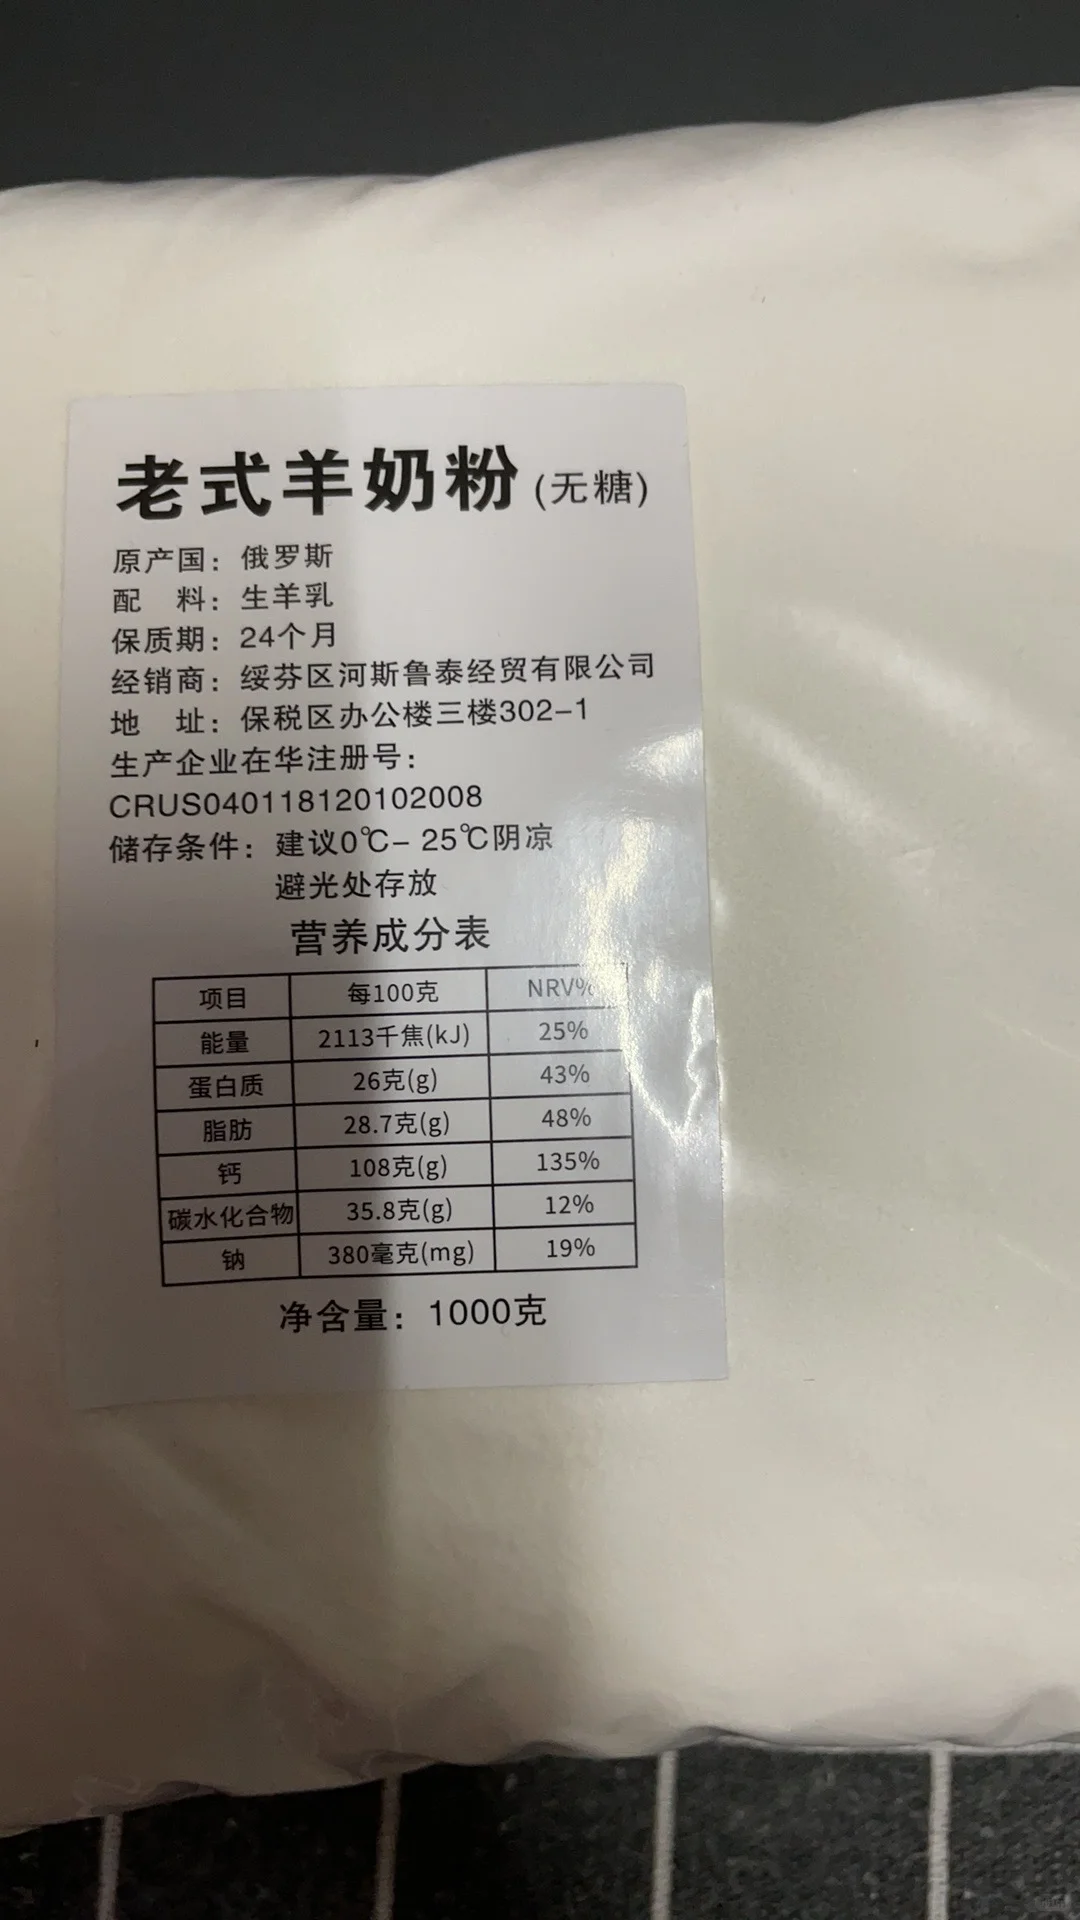 老式羊奶粉(无糖)
原产国：俄罗斯
配 料：生羊乳
保质期：24个月
经销商：绥芬区河斯鲁泰经贸有限公司
地 址：保税区办公楼三楼302-1
生产企业在华注册号：
CRUS040118120102008
储存条件：建议0℃- 25℃阴凉
避光处存放
营养成分表
项目 每100克 NRV%
能量 2113千焦(kJ) 25%
蛋白质 26克(g) 43%
脂肪 28.7克(g) 48%
钙 108克(g) 135%
碳水化合物 35.8克(g) 12%
钠 380毫克(mg) 19%
净含量：1000克